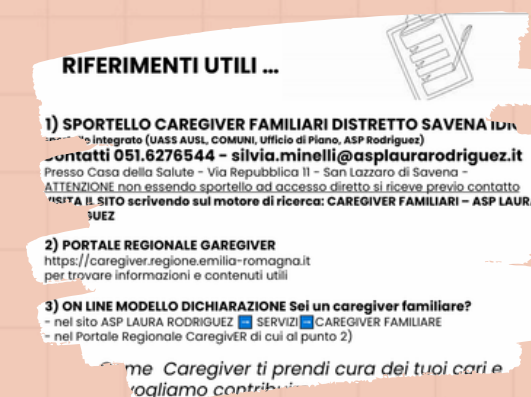 RIFERIMENTI UTILI ...
1) SPORTELLO CAREGIVER FAMILIARI DISTRETTO SAVENA
integrato (UASS AUSL, COMUNI, Ufficio di Piano, ASP Rodriguez)
Contatti 051.6276544 - silvia.minelli@asplaurarodriguez.it
Presso Casa della Salute - Via Repubblica 11 - San Lazzaro di Savena -
ATTENZIONE non essendo sportello ad accesso diretto si riceve previo contatto
VISITA IL SITO scrivendo sul motore di ricerca: CAREGIVER FAMILIARI – ASP LAURA
GUEZ
2) PORTALE REGIONALE GAREGIVER
https://caregiver.regione.emilia-romagna.it
per trovare informazioni e contenuti utili
3) ON LINE MODELLO DICHIARAZIONE Sei un caregiver familiare?
- nel sito ASP LAURA RODRIGUEZ ➡ SERVIZI ➡ CAREGIVER FAMILIARE
- nel Portale Regionale CaregivER di cui al punto 2)
Caregiver ti prendi cura dei tuoi cari e
vogliamo